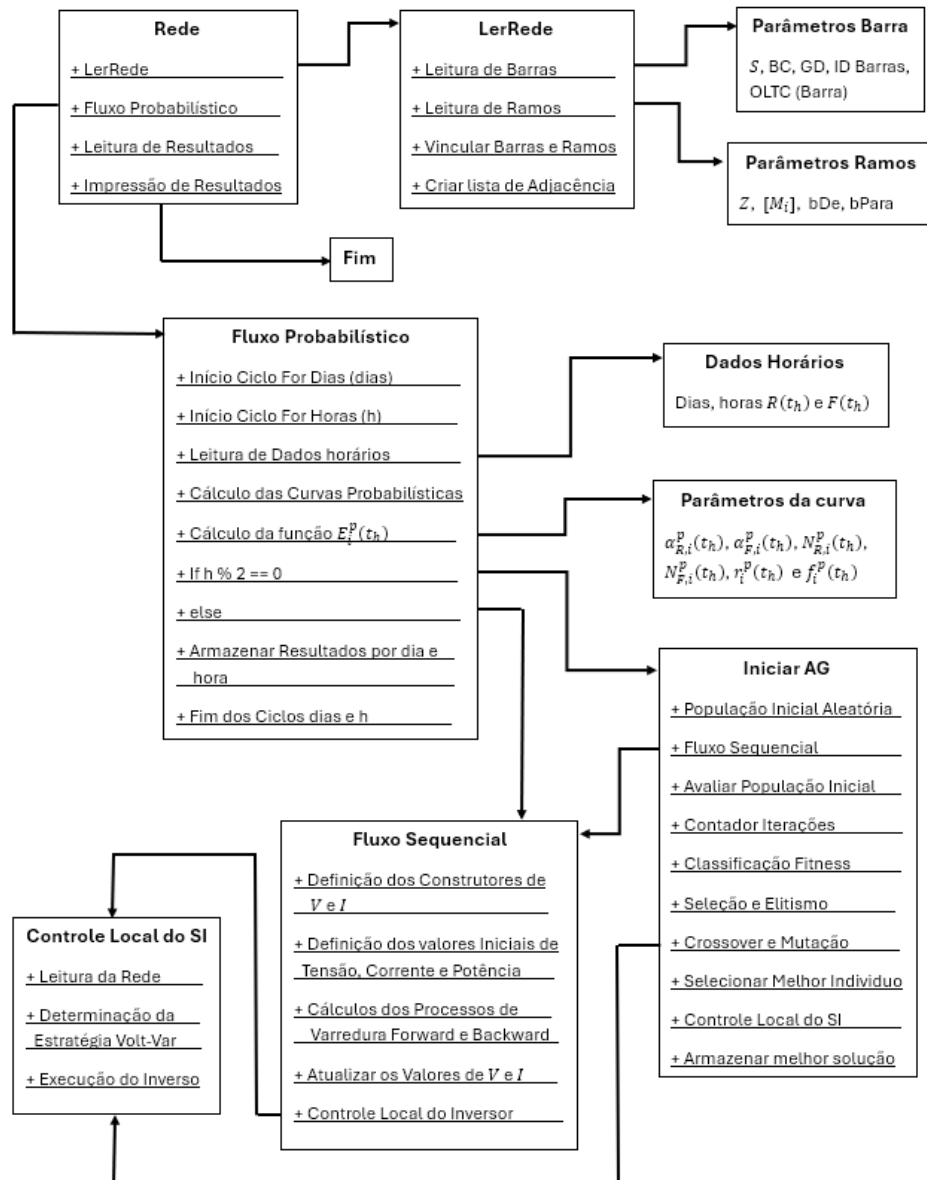 Rede
+ LerRede
+ Fluxo Probabilístico
+ Leitura de Resultados
+ Impressão de Resultados
LerRede
+ Leitura de Barras
+ Leitura de Ramos
+ Vincular Barras e Ramos
+ Criar lista de Adjacência
Parâmetros Barra
S, BC, GD, ID Barras,
OLTC (Barra)
Parâmetros Ramos
Z, [M_i], bDe, bPara
Fim
Fluxo Probabilístico
+ Início Ciclo For Dias (dias)
+ Início Ciclo For Horas (h)
+ Leitura de Dados horários
+ Cálculo das Curvas Probabilísticas
+ Cálculo da função E_i^p(t_h)
+ If h % 2 == 0
+ else
+ Armazenar Resultados por dia e
hora
+ Fim dos Ciclos dias e h
Dados Horários
Dias, horas R(t_h) e F(t_h)
Parâmetros da curva
α_{R,i}^p(t_h), α_{F,i}^p(t_h), N_{R,i}^p(t_h),
N_{F,i}^p(t_h), r_i^p(t_h) e f_i^p(t_h)
Iniciar AG
+ População Inicial Aleatória
+ Fluxo Sequencial
+ Avaliar População Inicial
+ Contador Iterações
+ Classificação Fitness
+ Seleção e Elitismo
+ Crossover e Mutação
+ Selecionar Melhor Individuo
+ Controle Local do SI
+ Armazenar melhor solução
Fluxo Sequencial
+ Definição dos Construtores de
V e I
+ Definição dos valores Iniciais de
Tensão, Corrente e Potência
+ Cálculos dos Processos de
Varredura Forward e Backward
+ Atualizar os Valores de V e I
+ Controle Local do Inversor
Controle Local do SI
+ Leitura da Rede
+ Determinação da
Estratégia Volt-Var
+ Execução do Inverso